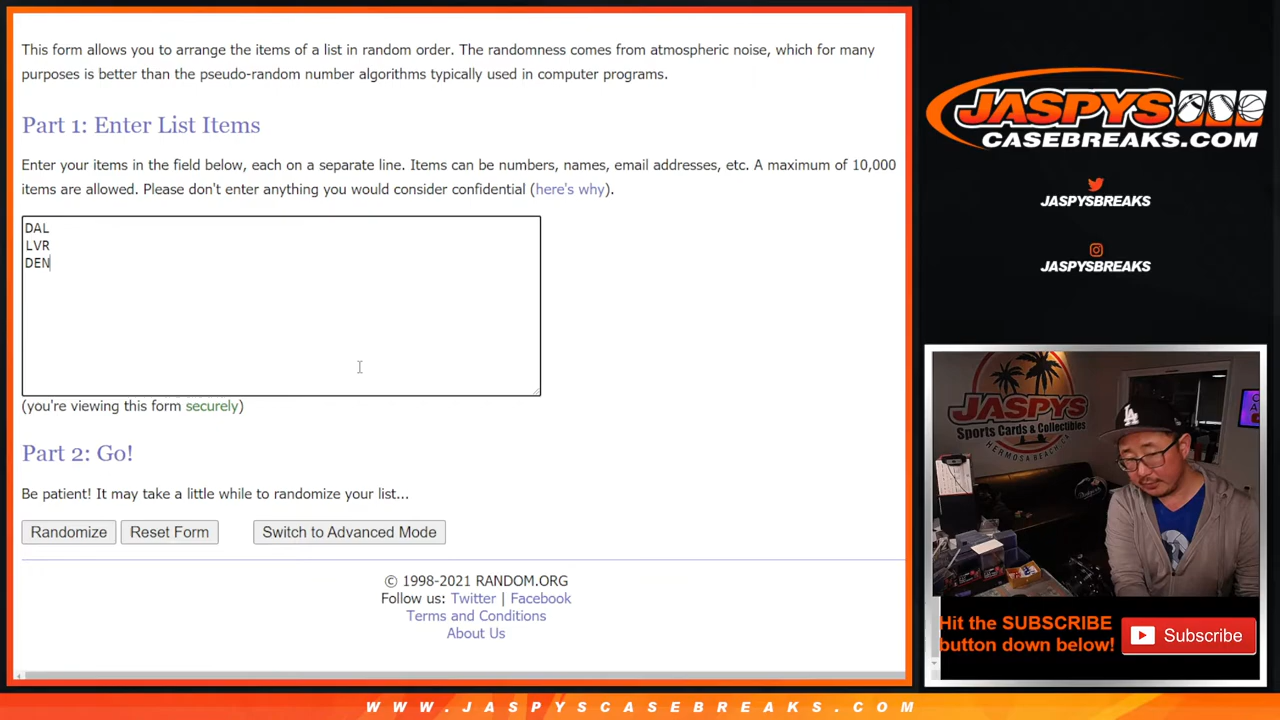 This form allows you to arrange the items of a list in random order. The randomness comes from atmospheric noise, which for many
purposes is better than the pseudo-random number algorithms typically used in computer programs.
Part 1: Enter List Items
Enter your items in the field below, each on a separate line. Items can be numbers, names, email addresses, etc. A maximum of 10,000
items are allowed. Please don't enter anything you would consider confidential (here's why).
DAL
LVR
DEN
(you're viewing this form securely)
Part 2: Go!
Be patient! It may take a little while to randomize your list...
Randomize
Reset Form
Switch to Advanced Mode
© 1998-2021 RANDOM.ORG
Follow us: Twitter | Facebook
Terms and Conditions
About Us
JASPYS
CASEBREAKS.COM
JASPYSBREAKS
JASPYSBREAKS
JASPYS
Sports Cards & Collectibles
HERMOSA BEACH, CA
LA
Hit the SUBSCRIBE
button down below!
Subscribe
WWW.JASPYSCASEBREAKS.COM